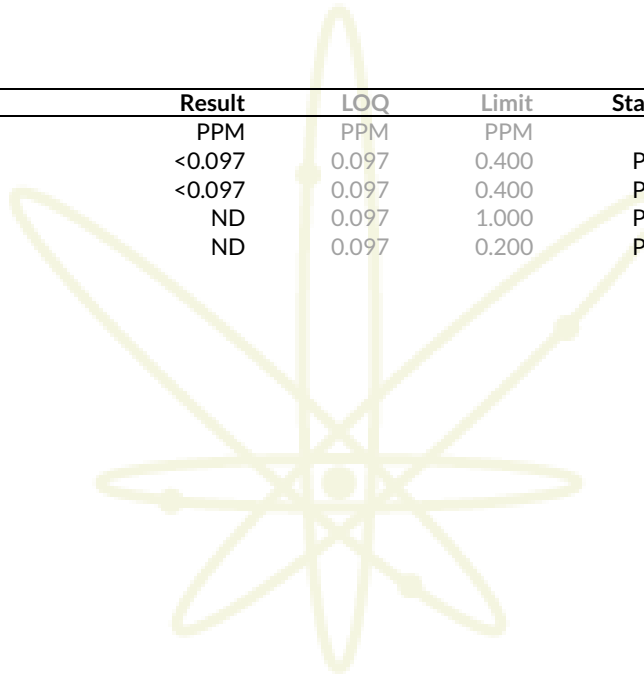 Result LOQ Limit Sta
PPM PPM PPM
<0.097 0.097 0.400 P
<0.097 0.097 0.400 P
ND 0.097 1.000 P
ND 0.097 0.200 P